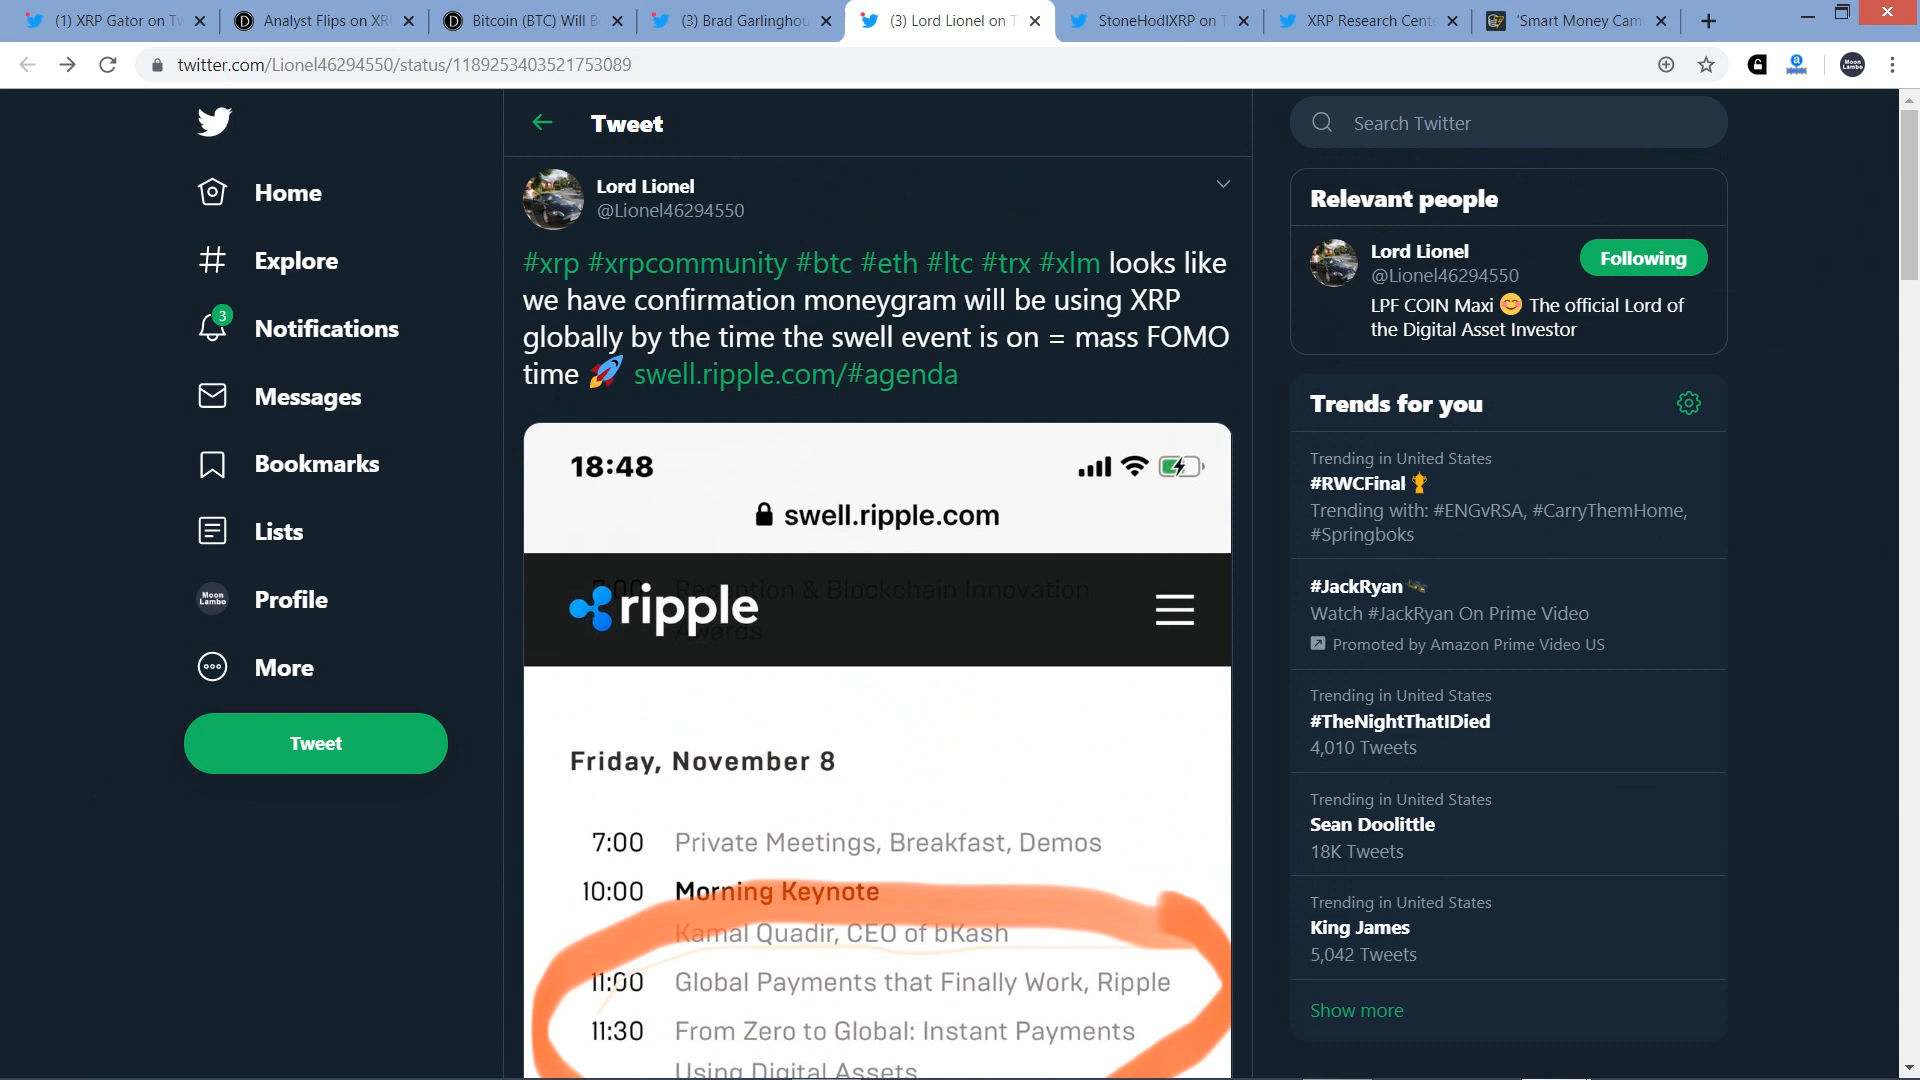 (1) XRP Gator on Tw
Analyst Flips on XR
Bitcoin (BTC) Will B
(3) Brad Garlinghou
(3) Lord Lionel on T
StoneHodlXRP on T
XRP Research Cent
'Smart Money Cam
twitter.com/Lionel46294550/status/1189253403521753089
Moon Lambo
Home
Explore
3
Notifications
Messages
Bookmarks
Lists
Moon Lambo
Profile
More
Tweet
Tweet
Lord Lionel
@Lionel46294550
#xrp #xrpcommunity #btc #eth #ltc #trx #xlm looks like
we have confirmation moneygram will be using XRP
globally by the time the swell event is on = mass FOMO
time 🚀 swell.ripple.com/#agenda
18:48
swell.ripple.com
7:00 Reception & Blockchain Innovation
Awards
ripple
Friday, November 8
7:00 Private Meetings, Breakfast, Demos
10:00 Morning Keynote
Kamal Quadir, CEO of bKash
11:00 Global Payments that Finally Work, Ripple
11:30 From Zero to Global: Instant Payments
Using Digital Assets
Search Twitter
Relevant people
Lord Lionel
@Lionel46294550
Following
LPF COIN Maxi 😊 The official Lord of
the Digital Asset Investor
Trends for you
Trending in United States
#RWCFinal
Trending with: #ENGvRSA, #CarryThemHome,
#Springboks
#JackRyan
Watch #JackRyan On Prime Video
Promoted by Amazon Prime Video US
Trending in United States
#TheNightThatIDied
4,010 Tweets
Trending in United States
Sean Doolittle
18K Tweets
Trending in United States
King James
5,042 Tweets
Show more